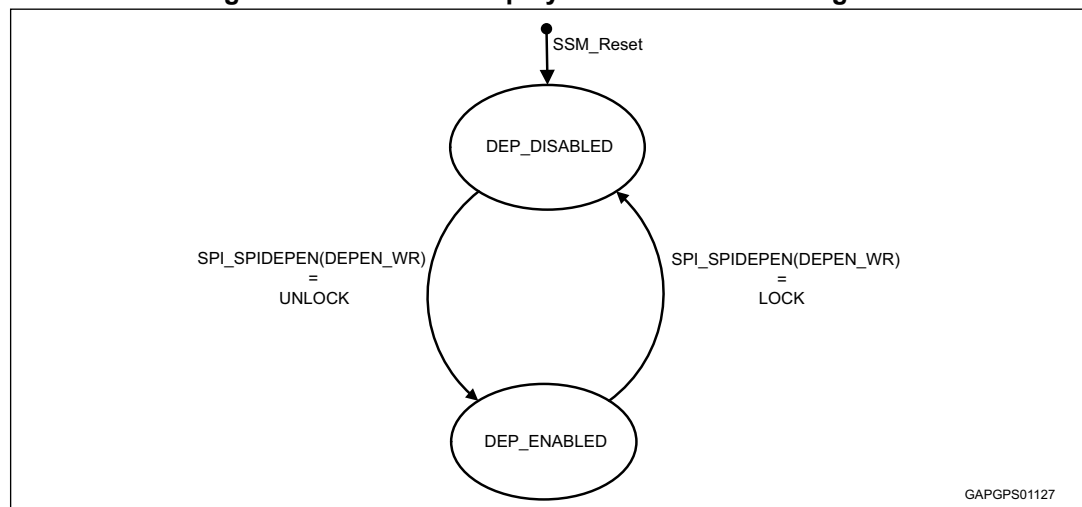 SSM_Reset
DEP_DISABLED
SPI_SPIDEPEN(DEPEN_WR)
=
UNLOCK
SPI_SPIDEPEN(DEPEN_WR)
=
LOCK
DEP_ENABLED
GAPGPS01127